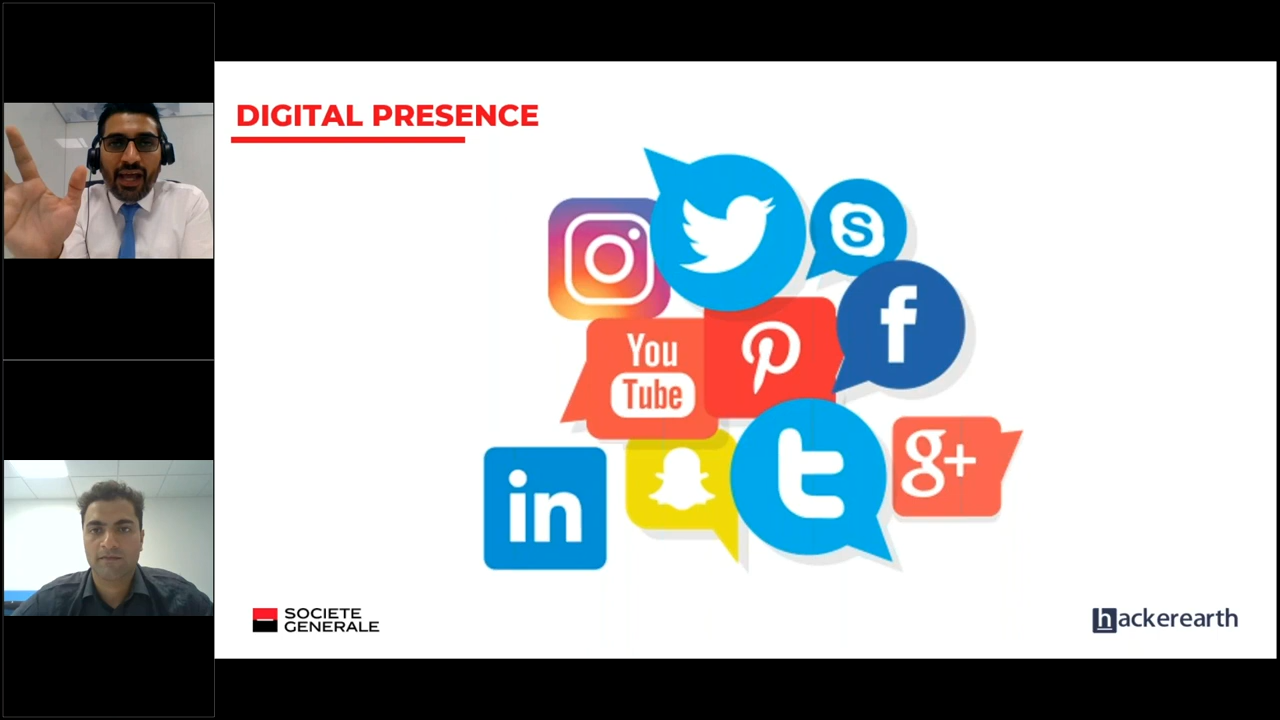 DIGITAL PRESENCE
S
f
You
Tube
p
in
t
g+
SOCIETE
GENERALE
hackerearth